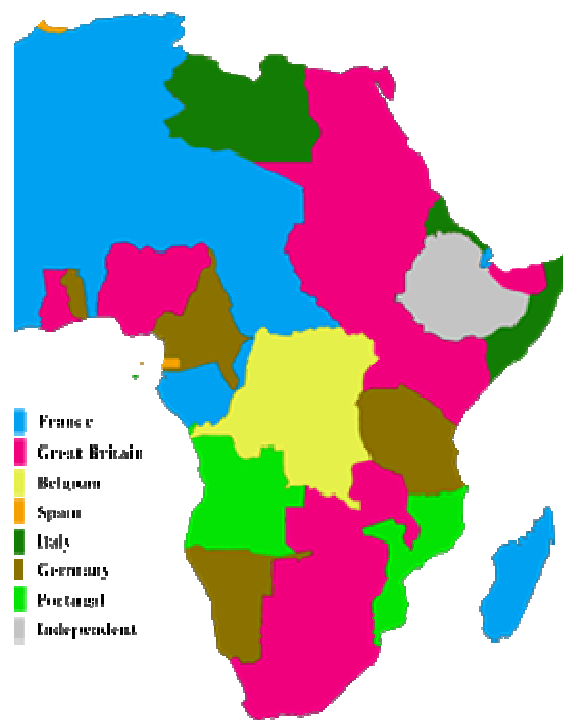 France
Great Britain
Belgium
Spain
Italy
Germany
Portugal
Independent